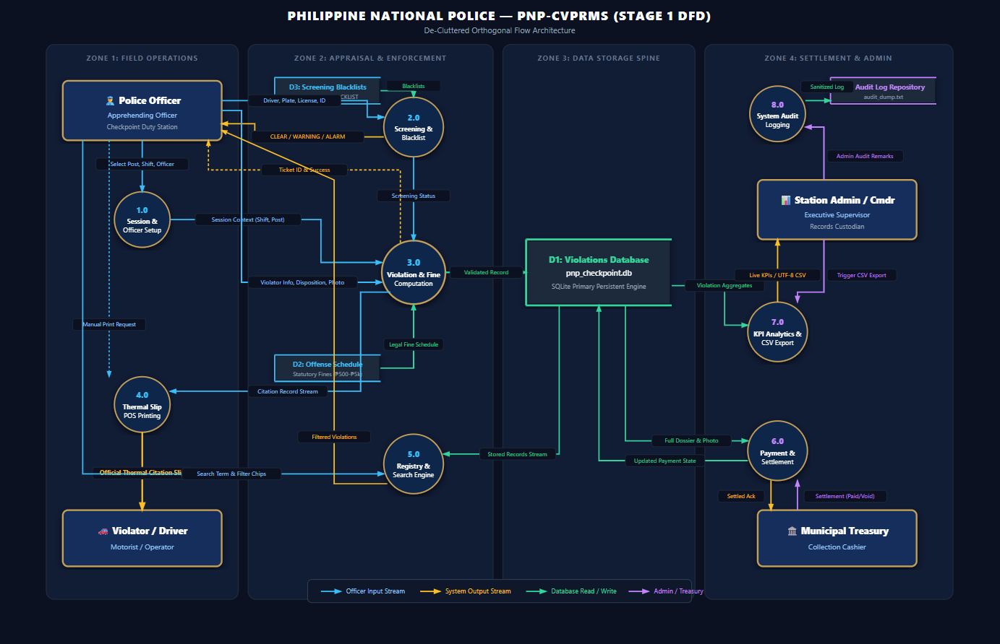 PHILIPPINE NATIONAL POLICE — PNP-CVPRMS (STAGE 1 DFD)
De-Cluttered Orthogonal Flow Architecture
ZONE 1: FIELD OPERATIONS
Police Officer
Apprehending Officer
Checkpoint Duty Station
Select Post, Shift, Officer
1.0
Session &
Officer Setup
Manual Print Request
4.0
Thermal Slip
POS Printing
Official Thermal Citation Sli
Violator / Driver
Motorist / Operator
ZONE 2: APPRAISAL & ENFORCEMENT
D3: Screening Blacklists
CKLIST
Blacklists
Driver, Plate, License, ID
2.0
Screening &
Blacklist
CLEAR / WARNING / ALARM
Ticket ID & Success
Screening Status
Session Context (Shift, Post)
3.0
Violation & Fine
Computation
Violator Info, Disposition, Photo
Legal Fine Schedule
D2: Offense Schedule
Statutory Fines (₱500-₱5k)
Citation Record Stream
Filtered Violations
5.0
Registry &
Search Engine
Search Term & Filter Chips
ZONE 3: DATA STORAGE SPINE
Validated Record
D1: Violations Database
pnp_checkpoint.db
SQLite Primary Persistent Engine
Stored Records Stream
Full Dossier & Photo
Updated Payment State
ZONE 4: SETTLEMENT & ADMIN
Sanitized Log
Audit Log Repository
audit_dump.txt
8.0
System Audit
Logging
Admin Audit Remarks
Station Admin / Cmdr
Executive Supervisor
Records Custodian
Live KPIs / UTF-8 CSV
Trigger CSV Export
Violation Aggregates
7.0
KPI Analytics &
CSV Export
6.0
Payment &
Settlement
Settled Ack
Settlement (Paid/Void)
Municipal Treasury
Collection Cashier
Officer Input Stream
System Output Stream
Database Read / Write
Admin / Treasury